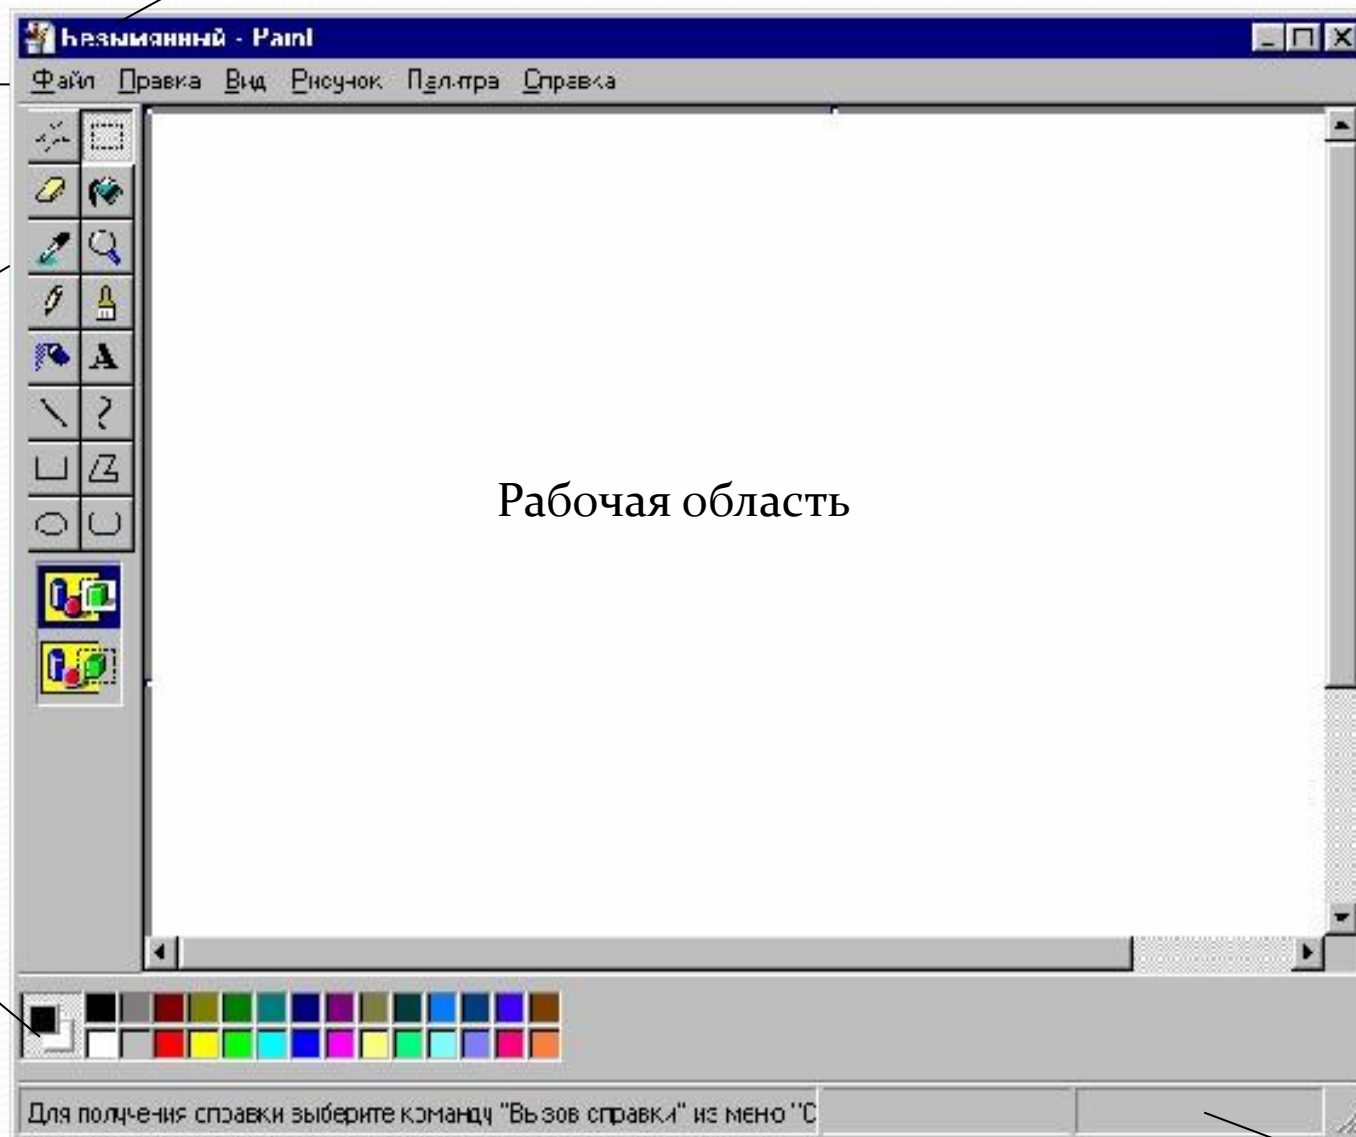 Безымянный - Paint
Файл Правка Вид Рисунок Палитра Справка
A
Рабочая область
Для получения справки выберите команду "Вызов справки" из меню "С